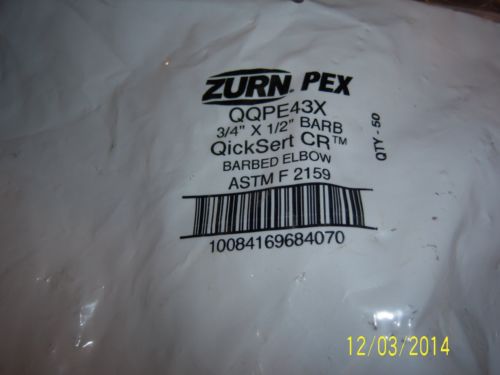 ZURN PEX
QQPE43X
3/4" X 1/2" BARB
QickSert CR™
BARBED ELBOW
ASTM F 2159
10084169684070
QTY - 50
12/03/2014